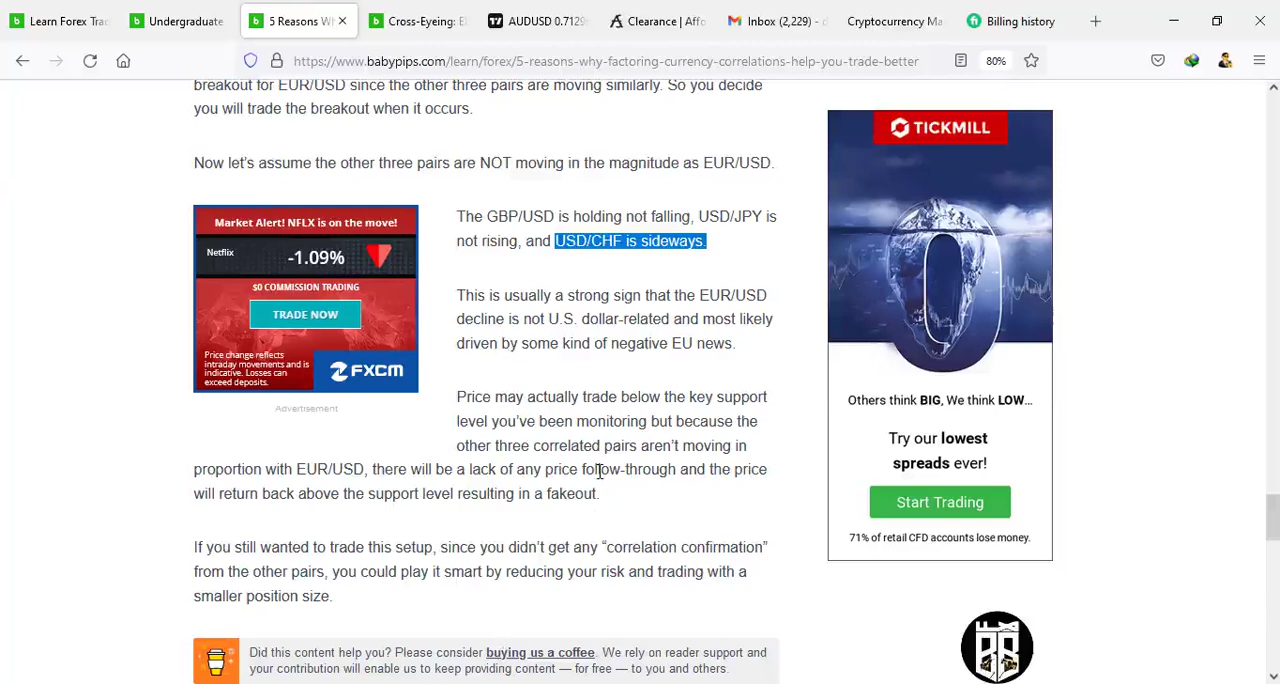 Learn Forex Tra
Undergraduate
5 Reasons Wh
Cross-Eyeing: E
AUDUSD 0.7129
Clearance | Affo
Inbox (2,229) - d
Cryptocurrency Ma
Billing history
https://www.babypips.com/learn/forex/5-reasons-why-factoring-currency-correlations-help-you-trade-better
80%
breakout for EUR/USD since the other three pairs are moving similarly. So you decide
you will trade the breakout when it occurs.
Now let's assume the other three pairs are NOT moving in the magnitude as EUR/USD.
Market Alert! NFLX is on the move!
Netflix
-1.09%
$0 COMMISSION TRADING
TRADE NOW
Price change reflects
intraday movements and is
indicative. Losses can
exceed deposits.
FXCM
Advertisement
The GBP/USD is holding not falling, USD/JPY is
not rising, and USD/CHF is sideways.
This is usually a strong sign that the EUR/USD
decline is not U.S. dollar-related and most likely
driven by some kind of negative EU news.
Price may actually trade below the key support
level you've been monitoring but because the
other three correlated pairs aren't moving in
proportion with EUR/USD, there will be a lack of any price follow-through and the price
will return back above the support level resulting in a fakeout.
If you still wanted to trade this setup, since you didn't get any “correlation confirmation”
from the other pairs, you could play it smart by reducing your risk and trading with a
smaller position size.
Did this content help you? Please consider buying us a coffee. We rely on reader support and
your contribution will enable us to keep providing content — for free — to you and others.
TICKMILL
0
Others think BIG, We think LOW...
Try our lowest
spreads ever!
Start Trading
71% of retail CFD accounts lose money.